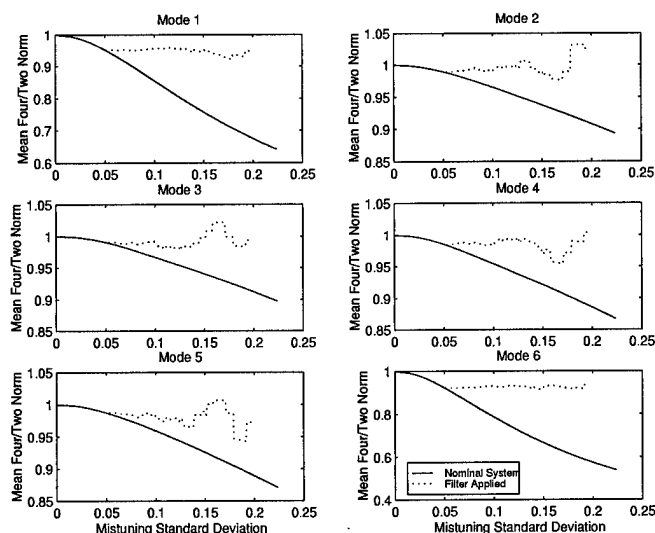 Mode 1
Mean Four/Two Norm
1
0.9
0.8
0.7
0.6
0 0.05 0.1 0.15 0.2 0.25
Mode 2
Mean Four/Two Norm
1.05
1
0.95
0.9
0.85
0 0.05 0.1 0.15 0.2 0.25
Mode 3
Mean Four/Two Norm
1.05
1
0.95
0.9
0.85
0 0.05 0.1 0.15 0.2 0.25
Mode 4
Mean Four/Two Norm
1.05
1
0.95
0.9
0.85
0 0.05 0.1 0.15 0.2 0.25
Mode 5
Mean Four/Two Norm
1.05
1
0.95
0.9
0.85
0 0.05 0.1 0.15 0.2 0.25
Mistuning Standard Deviation
Mode 6
Mean Four/Two Norm
1
0.8
0.6
0.4
Nominal System
Filter Applied
0 0.05 0.1 0.15 0.2 0.25
Mistuning Standard Deviation